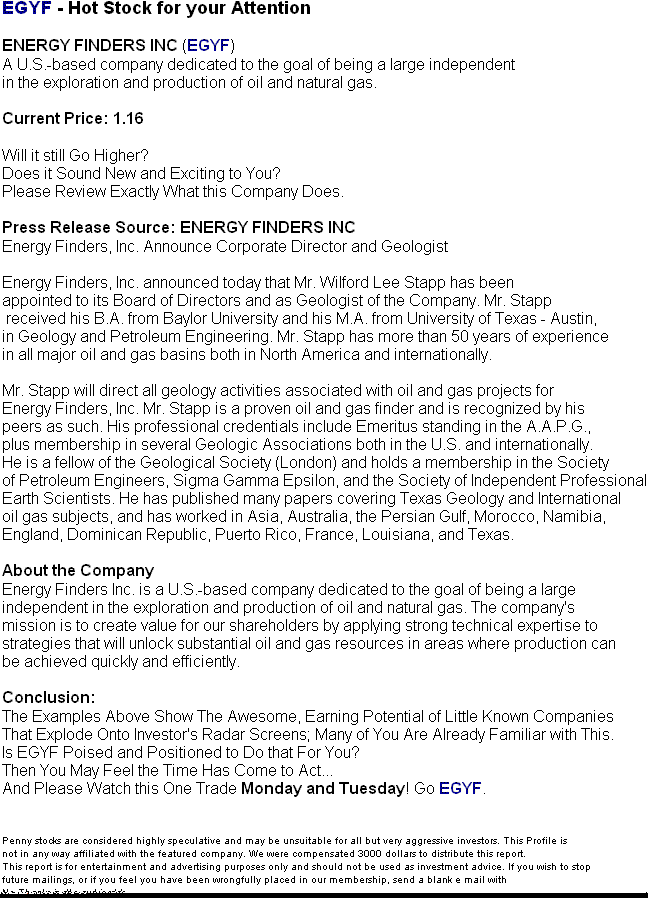 EGYF - Hot Stock for your Attention
ENERGY FINDERS INC (EGYF)
A U.S.-based company dedicated to the goal of being a large independent
in the exploration and production of oil and natural gas.
Current Price: 1.16
Will it still Go Higher?
Does it Sound New and Exciting to You?
Please Review Exactly What this Company Does.
Press Release Source: ENERGY FINDERS INC
Energy Finders, Inc. Announce Corporate Director and Geologist
Energy Finders, Inc. announced today that Mr. Wilford Lee Stapp has been
appointed to its Board of Directors and as Geologist of the Company. Mr. Stapp
received his B.A. from Baylor University and his M.A. from University of Texas - Austin,
in Geology and Petroleum Engineering. Mr. Stapp has more than 50 years of experience
in all major oil and gas basins both in North America and internationally.
Mr. Stapp will direct all geology activities associated with oil and gas projects for
Energy Finders, Inc. Mr. Stapp is a proven oil and gas finder and is recognized by his
peers as such. His professional credentials include Emeritus standing in the A.A.P.G.,
plus membership in several Geologic Associations both in the U.S. and internationally.
He is a fellow of the Geological Society (London) and holds a membership in the Society
of Petroleum Engineers, Sigma Gamma Epsilon, and the Society of Independent Professional
Earth Scientists. He has published many papers covering Texas Geology and International
oil gas subjects, and has worked in Asia, Australia, the Persian Gulf, Morocco, Namibia,
England, Dominican Republic, Puerto Rico, France, Louisiana, and Texas.
About the Company
Energy Finders Inc. is a U.S.-based company dedicated to the goal of being a large
independent in the exploration and production of oil and natural gas. The company's
mission is to create value for our shareholders by applying strong technical expertise to
strategies that will unlock substantial oil and gas resources in areas where production can
be achieved quickly and efficiently.
Conclusion:
The Examples Above Show The Awesome, Earning Potential of Little Known Companies
That Explode Onto Investor's Radar Screens; Many of You Are Already Familiar with This.
Is EGYF Poised and Positioned to Do that For You?
Then You May Feel the Time Has Come to Act...
And Please Watch this One Trade Monday and Tuesday! Go EGYF.
Penny stocks are considered highly speculative and may be unsuitable for all but very aggressive investors. This Profile is
not in any way affiliated with the featured company. We were compensated 3000 dollars to distribute this report.
This report is for entertainment and advertising purposes only and should not be used as investment advice. If you wish to stop
future mailings, or if you feel you have been wrongfully placed in our membership, send a blank e mail with